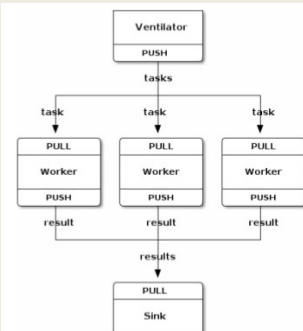 Ventilator
PUSH
tasks
task task task
PULL PULL PULL
Worker Worker Worker
PUSH PUSH PUSH
result result result
results
PULL
Sink